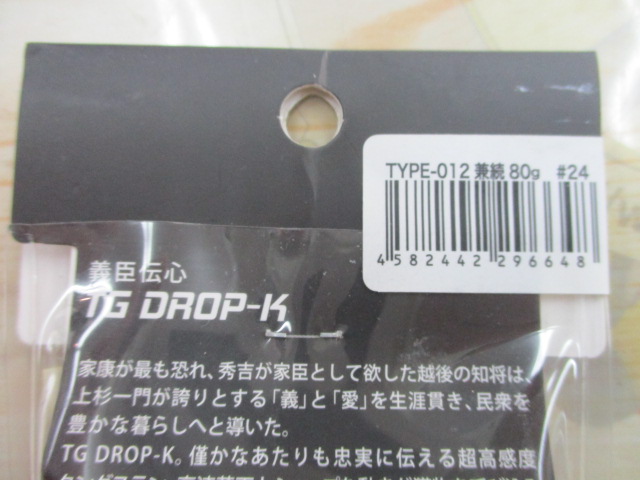 TYPE-012 兼続 80g #24
4 582442 296648
義臣伝心
TG DROP-K
家康が最も恐れ、秀吉が家臣として欲した越後の知将は、
上杉一門が誇りとする「義」と「愛」を生涯貫き、民衆を
豊かな暮らしへと導いた。
TG DROP-K。僅かなあたりも忠実に伝える超高感度